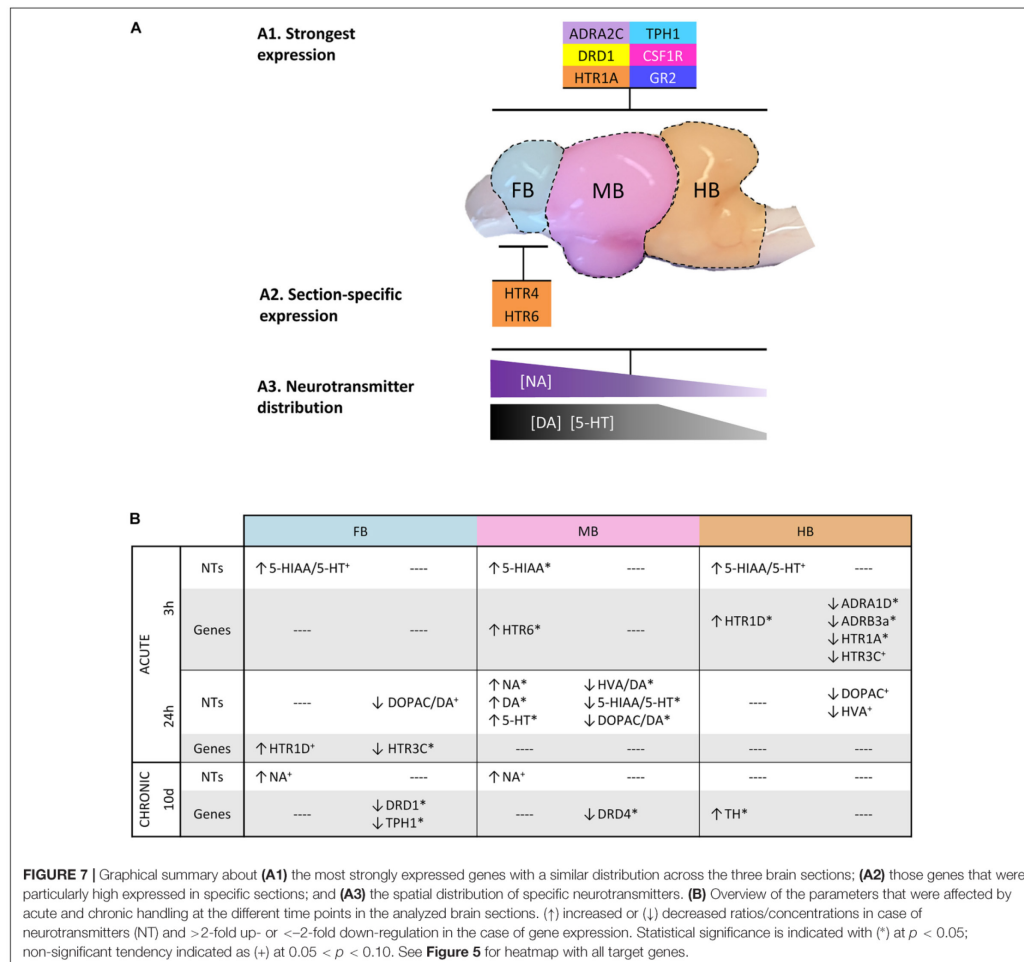 A
A1. Strongest
expression
ADRA2C TPH1
DRD1 CSF1R
HTR1A GR2
FB MB HB
A2. Section-specific
expression
HTR4
HTR6
A3. Neurotransmitter
distribution
[NA]
[DA] [5-HT]
B
FB MB HB
ACUTE 3h NTs ↑5-HIAA/5-HT⁺ ---- ↑5-HIAA* ---- ↑5-HIAA/5-HT⁺ ----
Genes ---- ---- ↑HTR6* ---- ↑HTR1D* ↓ADRA1D*
↓ADRB3a*
↓HTR1A*
↓HTR3C⁺
24h NTs ---- ↓DOPAC/DA⁺ ↑NA* ↓HVA/DA* ---- ↓DOPAC⁺
↑DA* ↓5-HIAA/5-HT* ↓HVA⁺
↑5-HT* ↓DOPAC/DA*
Genes ↑HTR1D⁺ ↓HTR3C* ---- ---- ---- ----
CHRONIC 10d NTs ↑NA⁺ ---- ↑NA⁺ ---- ---- ----
Genes ---- ↓DRD1* ---- ↓DRD4* ↑TH* ----
↓TPH1*
FIGURE 7 | Graphical summary about (A1) the most strongly expressed genes with a similar distribution across the three brain sections; (A2) those genes that were
particularly high expressed in specific sections; and (A3) the spatial distribution of specific neurotransmitters. (B) Overview of the parameters that were affected by
acute and chronic handling at the different time points in the analyzed brain sections. (↑) increased or (↓) decreased ratios/concentrations in case of
neurotransmitters (NT) and >2-fold up- or <–2-fold down-regulation in the case of gene expression. Statistical significance is indicated with (*) at p < 0.05;
non-significant tendency indicated as (+) at 0.05 < p < 0.10. See Figure 5 for heatmap with all target genes.